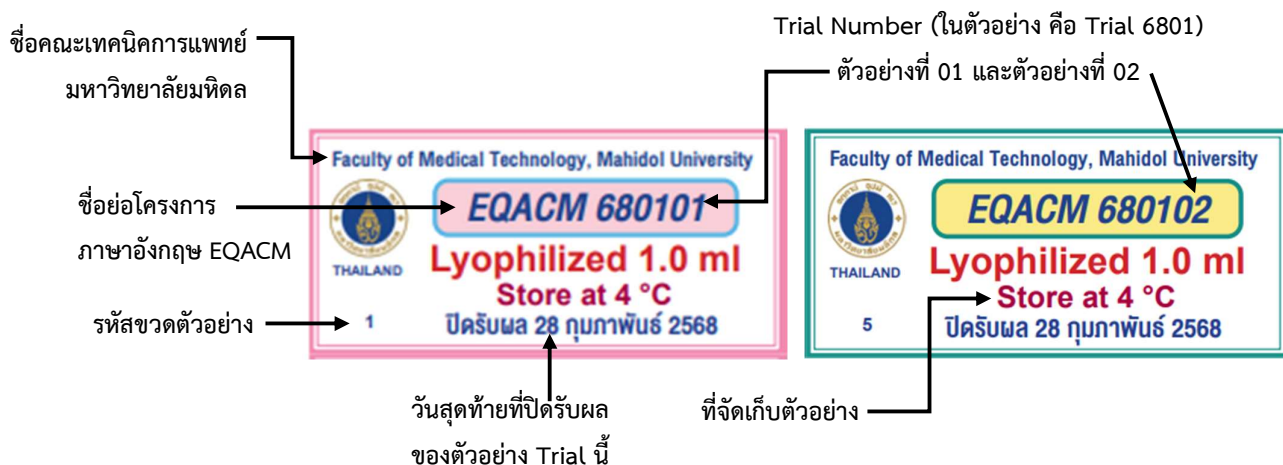 ชื่อคณะเทคนิคการแพทย์
มหาวิทยาลัยมหิดล
Trial Number (ในตัวอย่าง คือ Trial 6801)
ตัวอย่างที่ 01 และตัวอย่างที่ 02
Faculty of Medical Technology, Mahidol University
EQACM 680101
THAILAND
Lyophilized 1.0 ml
Store at 4 °C
1
ปิดรับผล 28 กุมภาพันธ์ 2568
Faculty of Medical Technology, Mahidol University
EQACM 680102
THAILAND
Lyophilized 1.0 ml
Store at 4 °C
5
ปิดรับผล 28 กุมภาพันธ์ 2568
ชื่อย่อโครงการ
ภาษาอังกฤษ EQACM
รหัสขวดตัวอย่าง
วันสุดท้ายที่ปิดรับผล
ของตัวอย่าง Trial นี้
ที่จัดเก็บตัวอย่าง